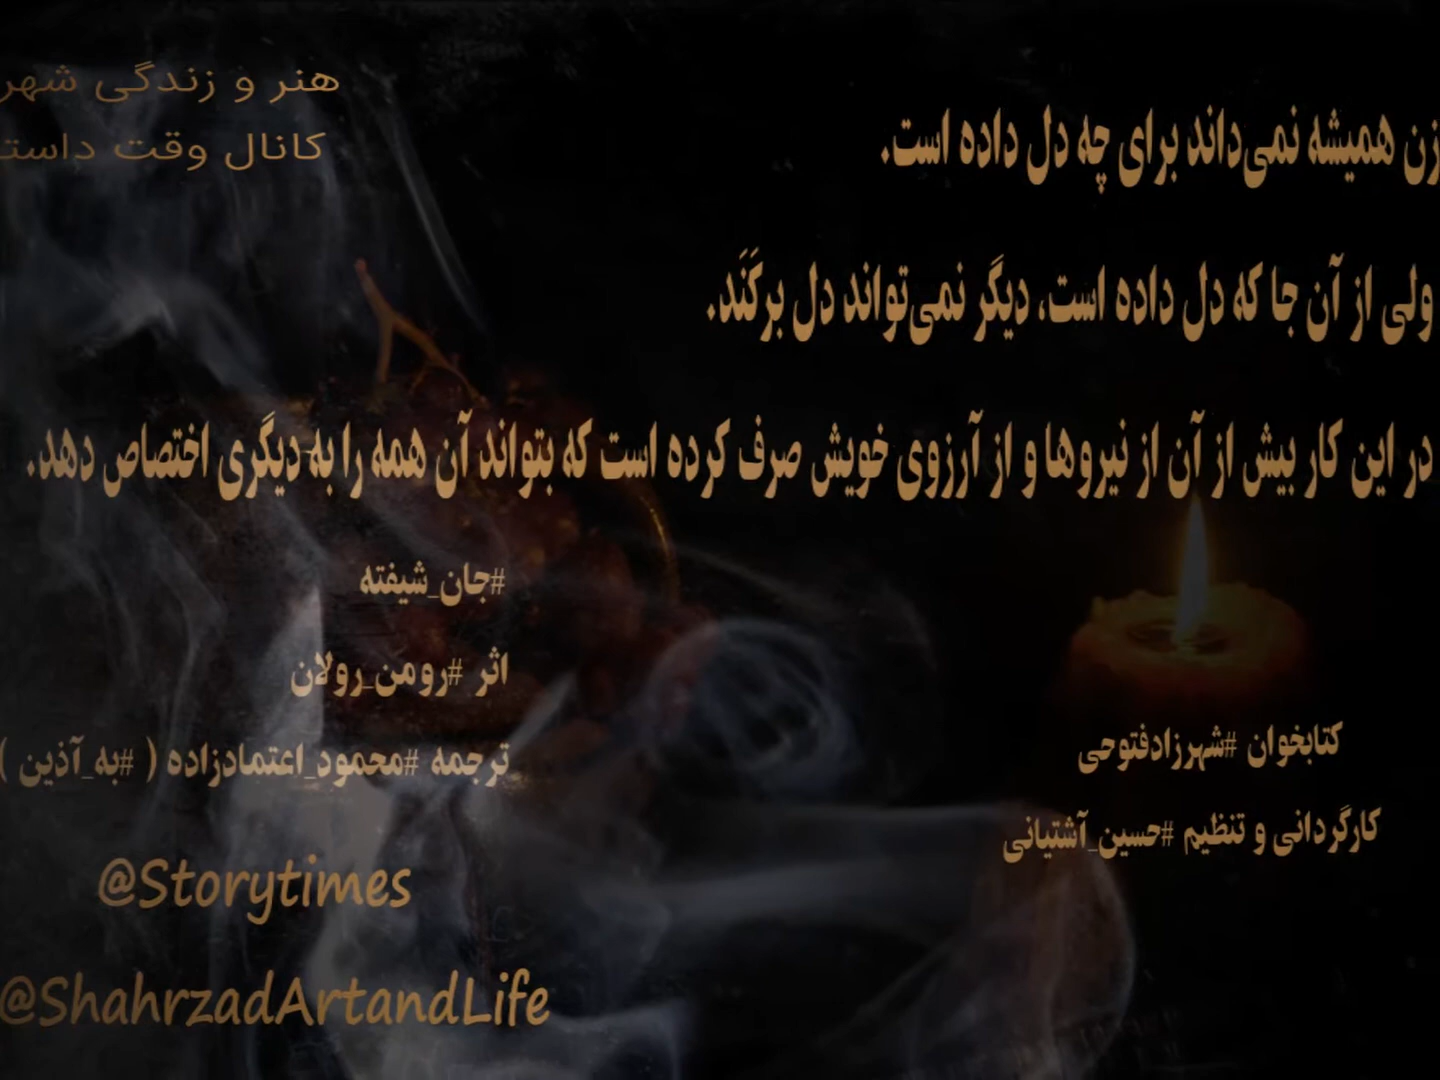 هنر و زندگی شهر
کانال وقت داستا
زن همیشه نمی‌داند برای چه دل داده است.
ولی از آن جا که دل داده است، دیگر نمی‌تواند دل برکَنَد.
در این کار بیش از آن از نیروها و از آرزوی خویش صرف کرده است که بتواند آن همه را به دیگری اختصاص دهد.
#جان_شیفته
اثر #رومن_رولان
ترجمه #محمود_اعتمادزاده ( #به_آذین )
کتابخوان #شهرزادفتوحی
کارگردانی و تنظیم #حسین_آشتیانی
@Storytimes
@ShahrzadArtandLife